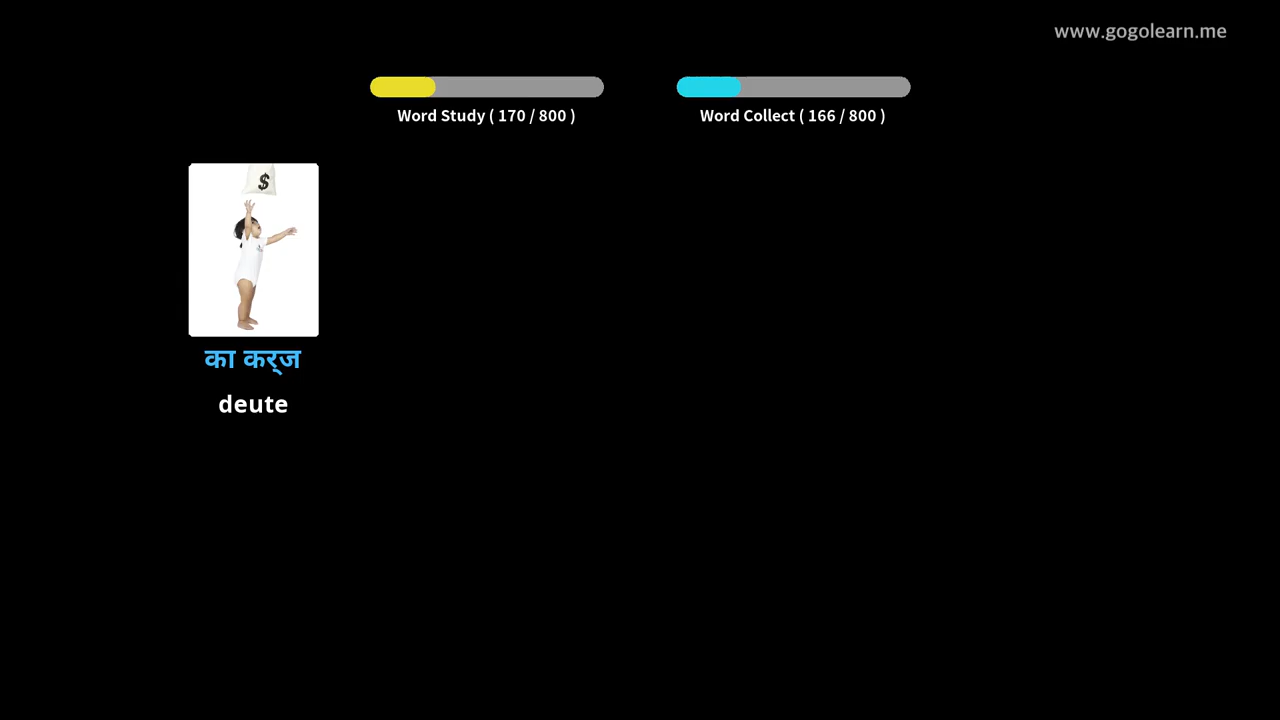 www.gogolearn.me
Word Study ( 170 / 800 )
Word Collect ( 166 / 800 )
$
का कर्ज
deute